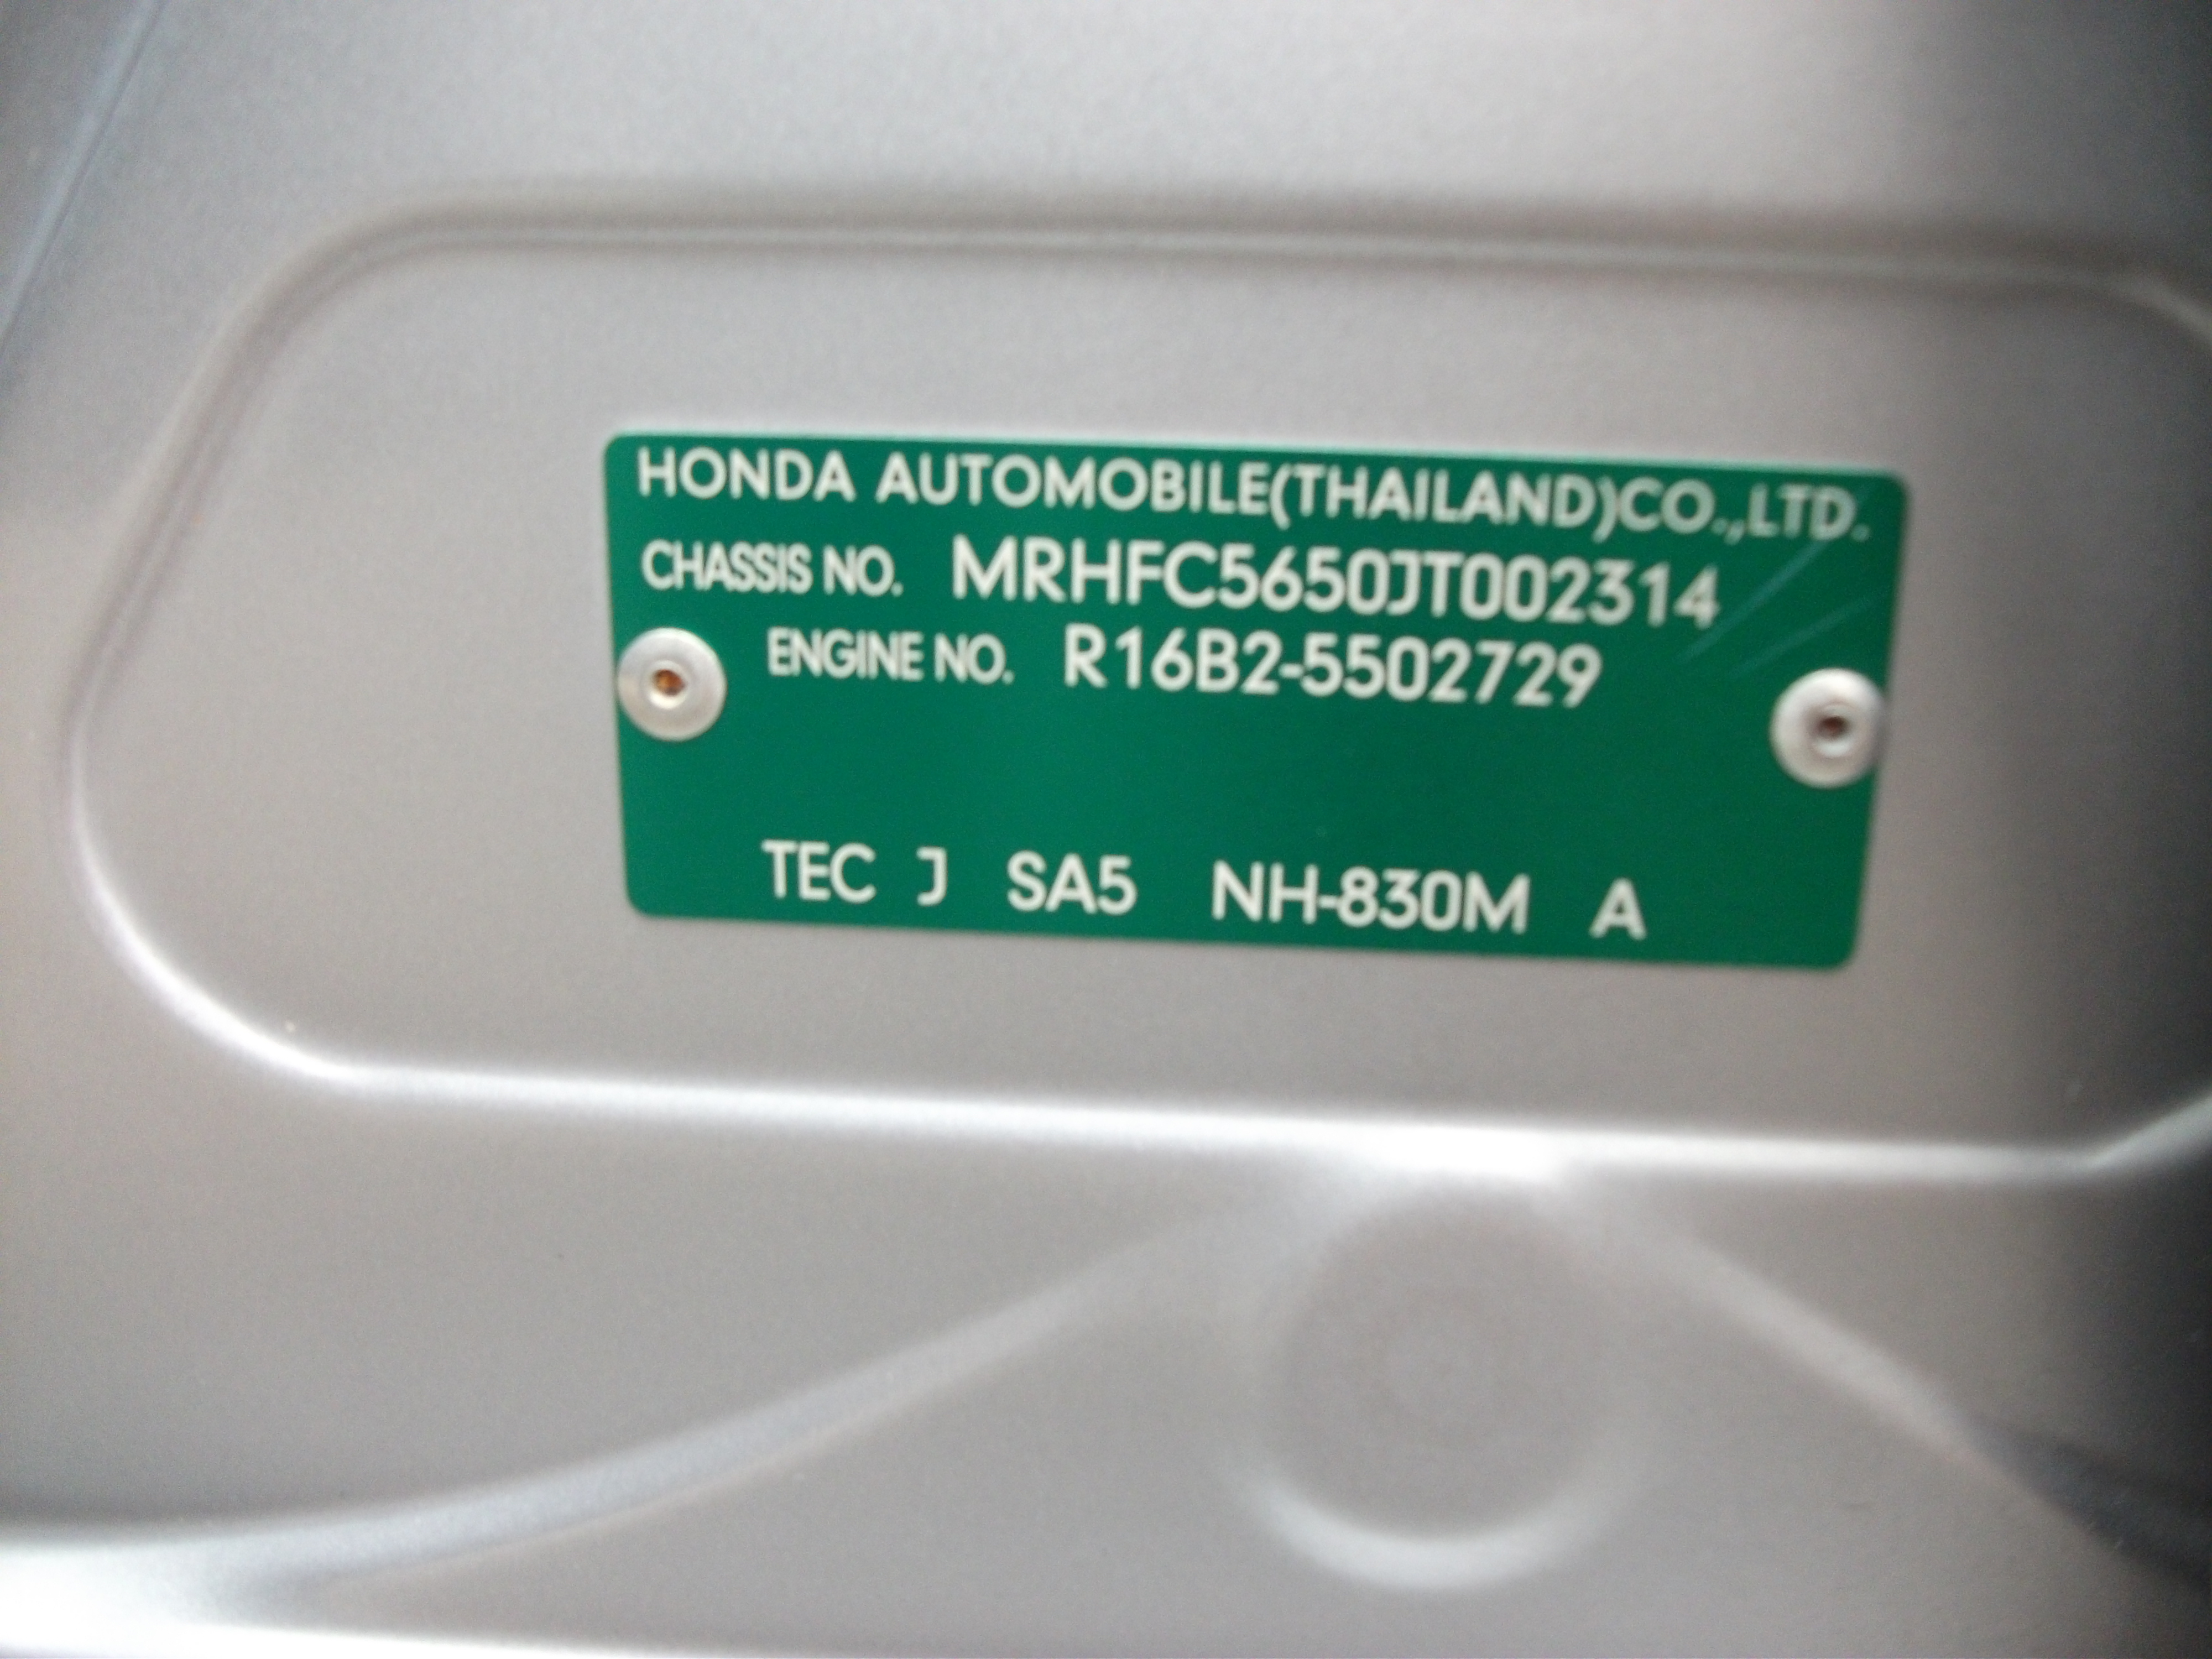 HONDA AUTOMOBILE(THAILAND)CO.,LTD.
CHASSIS NO. MRHFC5650JT002314
ENGINE NO. R16B2-5502729
TEC J SA5 NH-830M A